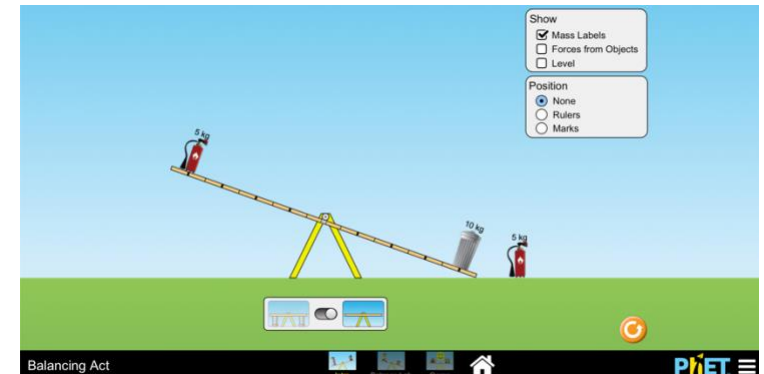 Show
Mass Labels
Forces from Objects
Level
Position
None
Rulers
Marks
5 kg
10 kg
5 kg
Balancing Act
PhET